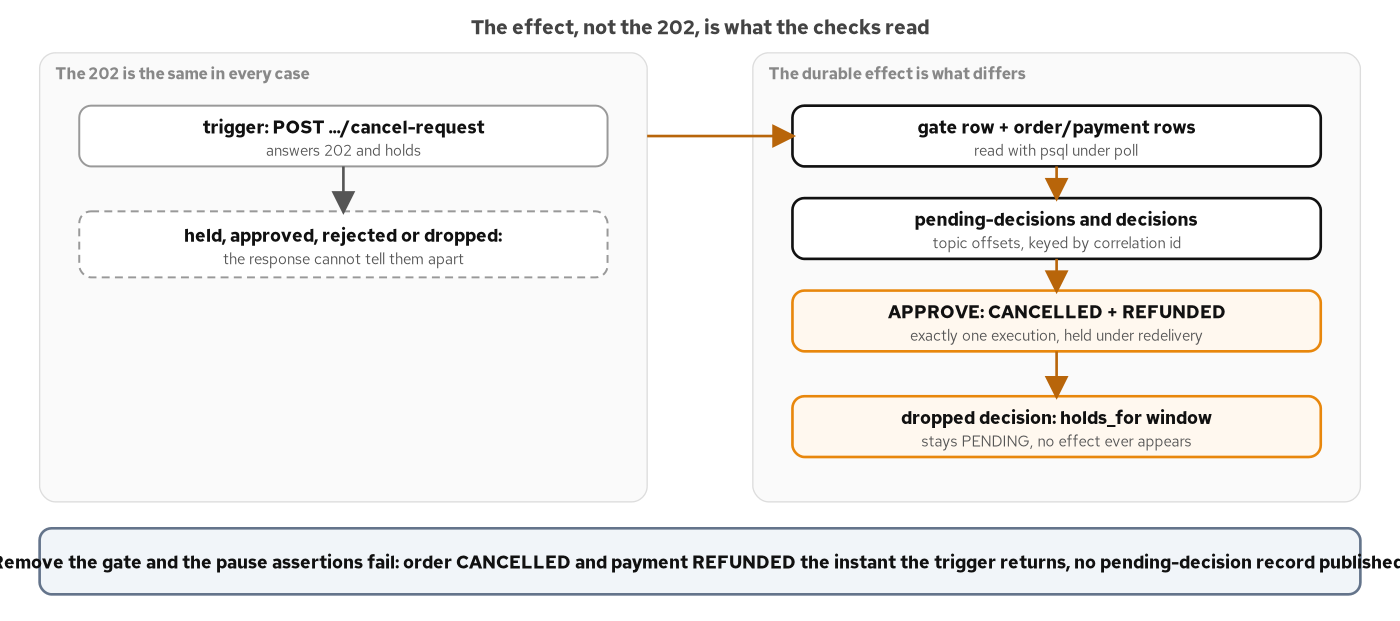 The effect, not the 202, is what the checks read
The 202 is the same in every case
trigger: POST .../cancel-request
answers 202 and holds
held, approved, rejected or dropped:
the response cannot tell them apart
The durable effect is what differs
gate row + order/payment rows
read with psql under poll
pending-decisions and decisions
topic offsets, keyed by correlation id
APPROVE: CANCELLED + REFUNDED
exactly one execution, held under redelivery
dropped decision: holds_for window
stays PENDING, no effect ever appears
Remove the gate and the pause assertions fail: order CANCELLED and payment REFUNDED the instant the trigger returns, no pending-decision record published